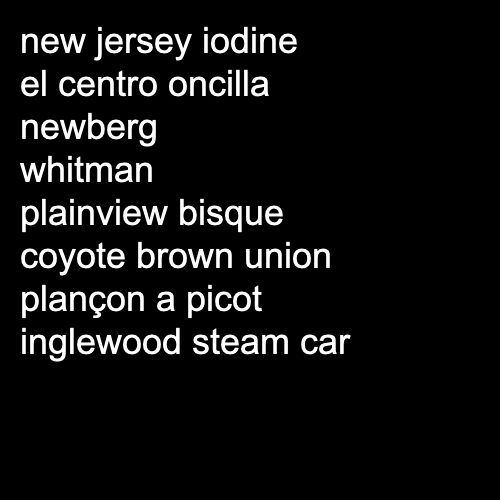 new jersey iodine
el centro oncilla
newberg
whitman
plainview bisque
coyote brown union
plançon a picot
inglewood steam car